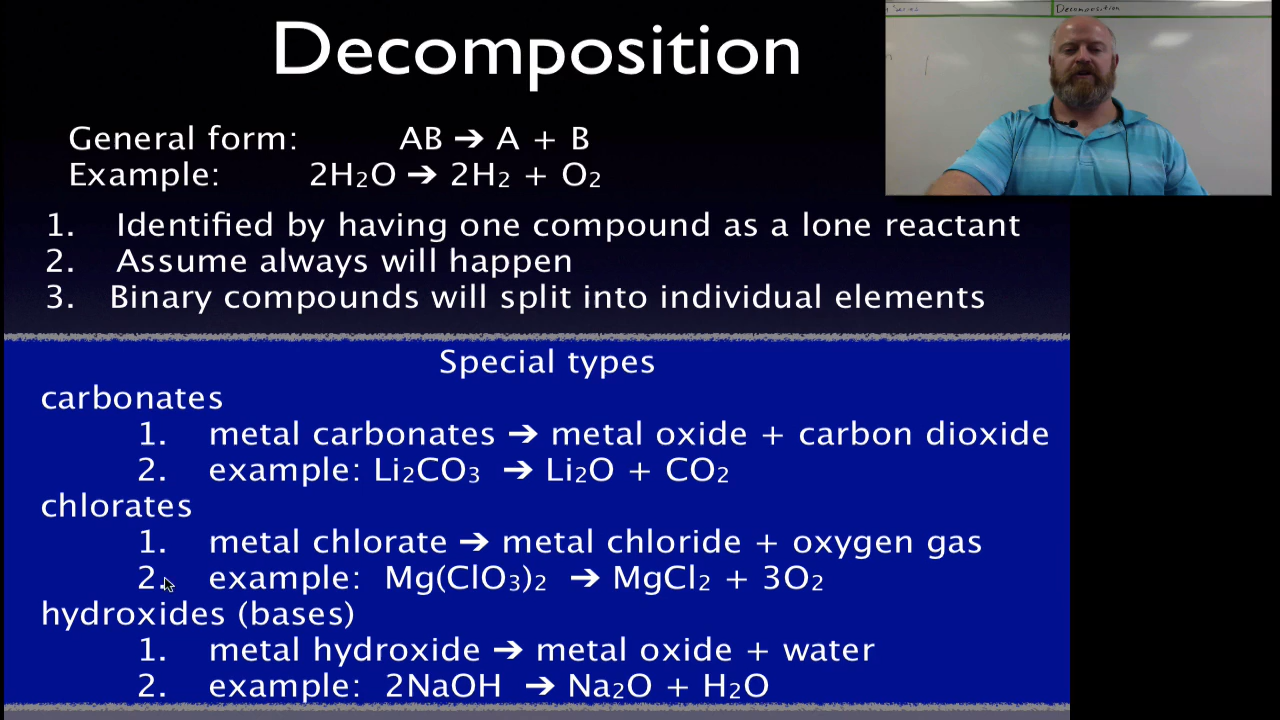 Decomposition
Decomposition
General form: AB ➔ A + B
Example: 2H₂O ➔ 2H₂ + O₂
1. Identified by having one compound as a lone reactant
2. Assume always will happen
3. Binary compounds will split into individual elements
Special types
carbonates
1. metal carbonates ➔ metal oxide + carbon dioxide
2. example: Li₂CO₃ ➔ Li₂O + CO₂
chlorates
1. metal chlorate ➔ metal chloride + oxygen gas
2. example: Mg(ClO₃)₂ ➔ MgCl₂ + 3O₂
hydroxides (bases)
1. metal hydroxide ➔ metal oxide + water
2. example: 2NaOH ➔ Na₂O + H₂O